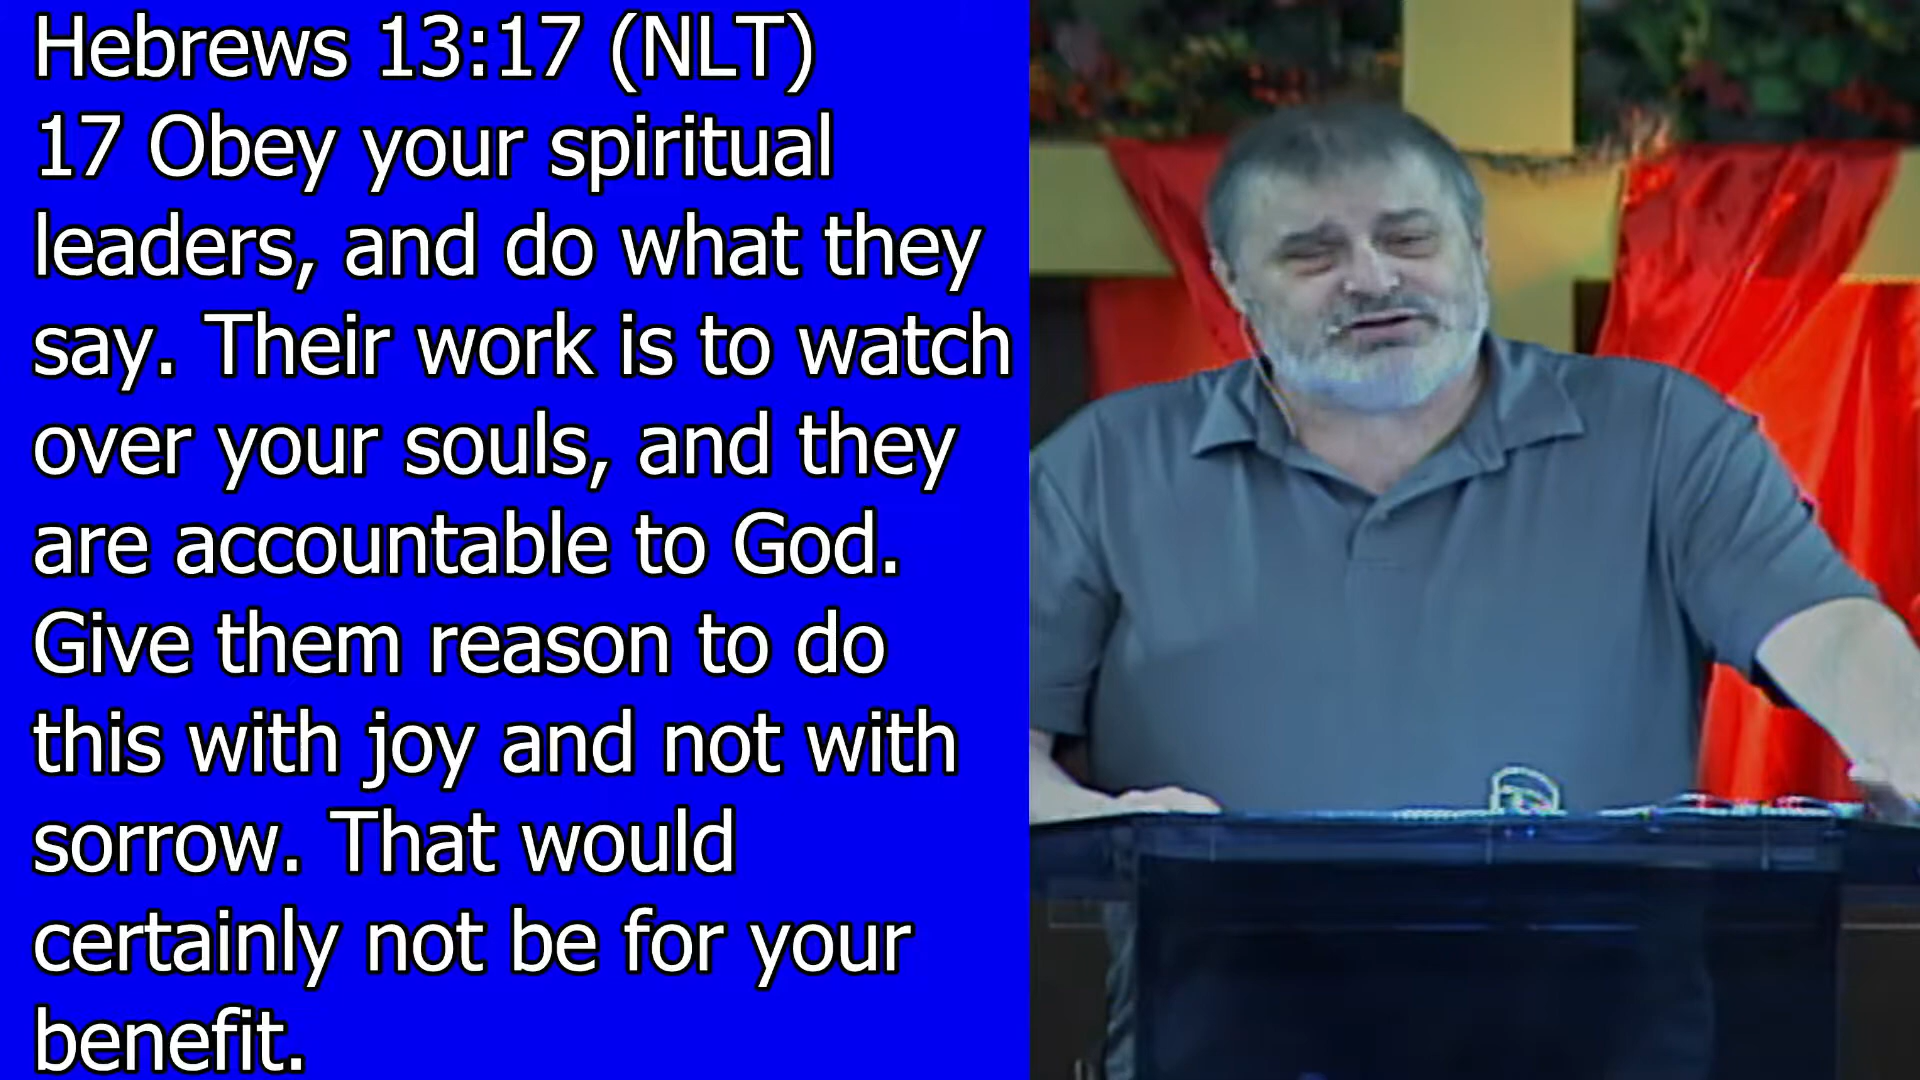 Hebrews 13:17 (NLT)
17 Obey your spiritual
leaders, and do what they
say. Their work is to watch
over your souls, and they
are accountable to God.
Give them reason to do
this with joy and not with
sorrow. That would
certainly not be for your
benefit.